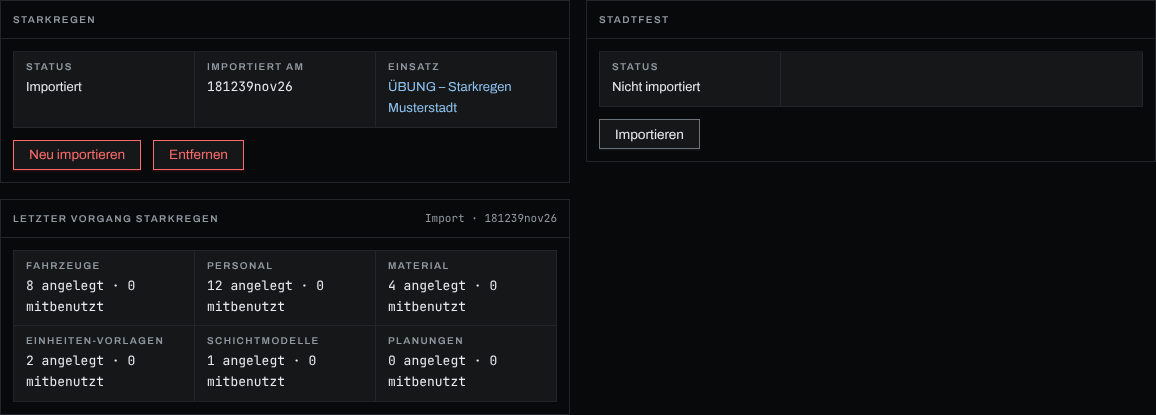 STARKREGEN
STATUS
Importiert
IMPORTIERT AM
181239nov26
EINSATZ
ÜBUNG – Starkregen
Musterstadt
Neu importieren
Entfernen
STADTFEST
STATUS
Nicht importiert
Importieren
LETZTER VORGANG STARKREGEN
Import · 181239nov26
FAHRZEUGE
8 angelegt · 0
mitbenutzt
PERSONAL
12 angelegt · 0
mitbenutzt
MATERIAL
4 angelegt · 0
mitbenutzt
EINHEITEN-VORLAGEN
2 angelegt · 0
mitbenutzt
SCHICHTMODELLE
1 angelegt · 0
mitbenutzt
PLANUNGEN
0 angelegt · 0
mitbenutzt